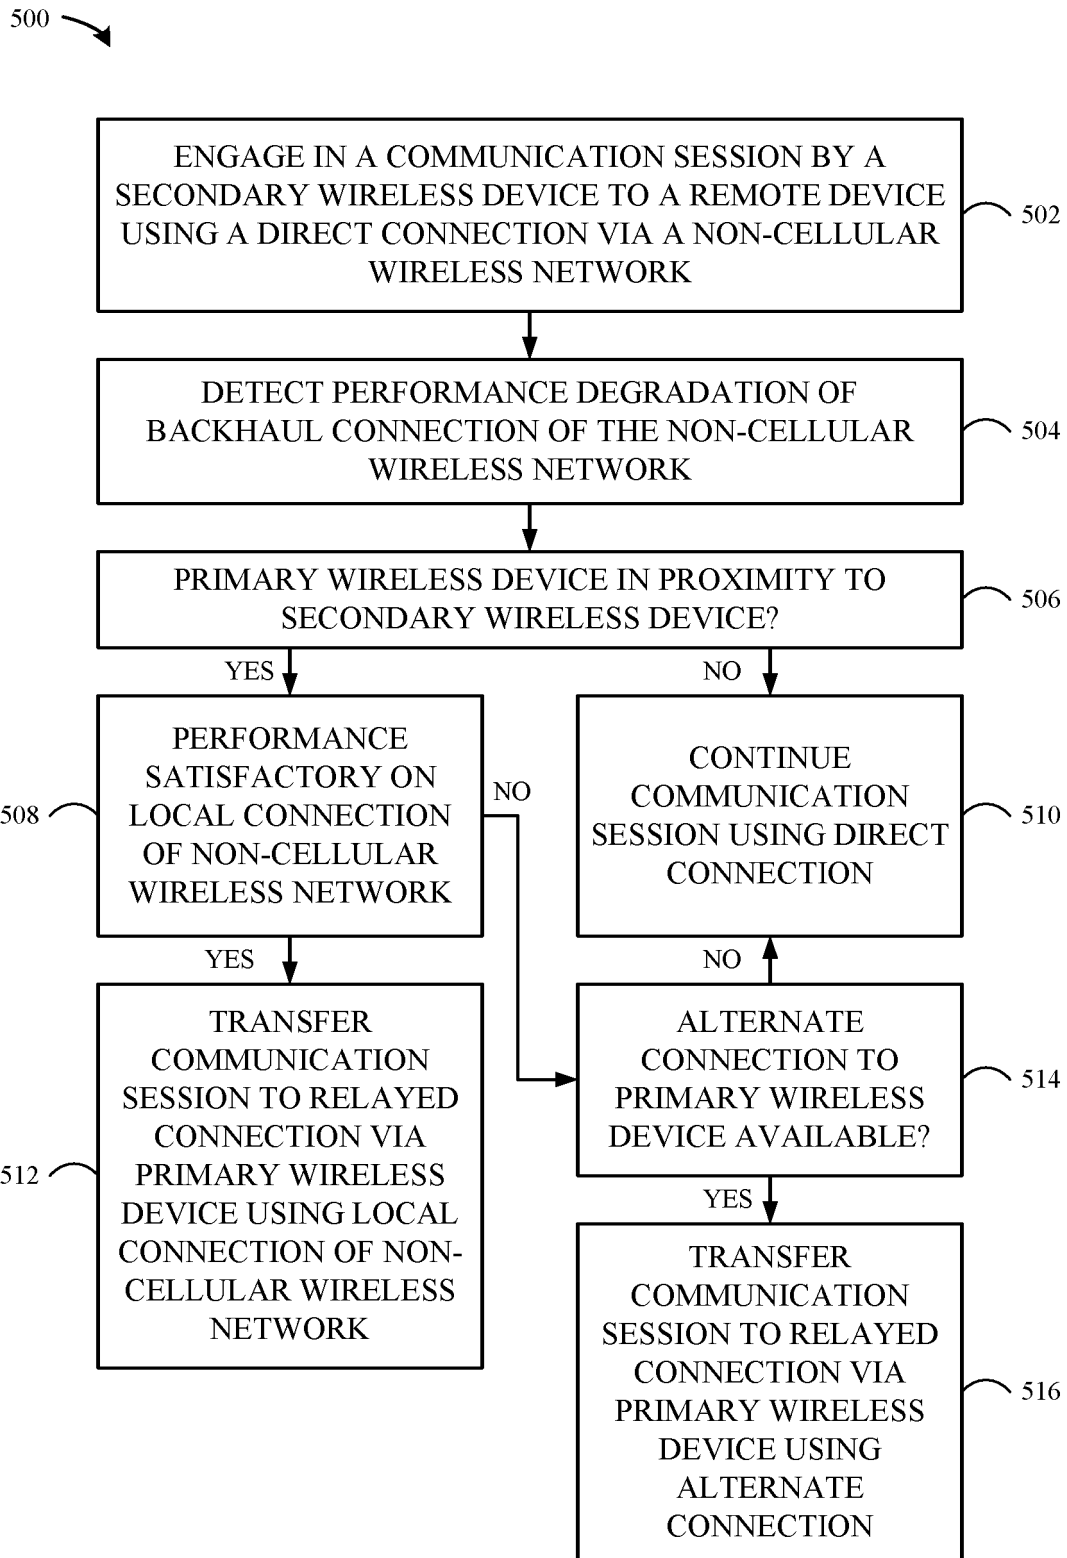 500
ENGAGE IN A COMMUNICATION SESSION BY A
SECONDARY WIRELESS DEVICE TO A REMOTE DEVICE
USING A DIRECT CONNECTION VIA A NON-CELLULAR
WIRELESS NETWORK
502
DETECT PERFORMANCE DEGRADATION OF
BACKHAUL CONNECTION OF THE NON-CELLULAR
WIRELESS NETWORK
504
PRIMARY WIRELESS DEVICE IN PROXIMITY TO
SECONDARY WIRELESS DEVICE?
506
YES
NO
PERFORMANCE
SATISFACTORY ON
LOCAL CONNECTION
OF NON-CELLULAR
WIRELESS NETWORK
508
NO
CONTINUE
COMMUNICATION
SESSION USING DIRECT
CONNECTION
510
YES
NO
TRANSFER
COMMUNICATION
SESSION TO RELAYED
CONNECTION VIA
PRIMARY WIRELESS
DEVICE USING LOCAL
CONNECTION OF NON-
CELLULAR WIRELESS
NETWORK
512
ALTERNATE
CONNECTION TO
PRIMARY WIRELESS
DEVICE AVAILABLE?
514
YES
TRANSFER
COMMUNICATION
SESSION TO RELAYED
CONNECTION VIA
PRIMARY WIRELESS
DEVICE USING
ALTERNATE
CONNECTION
516